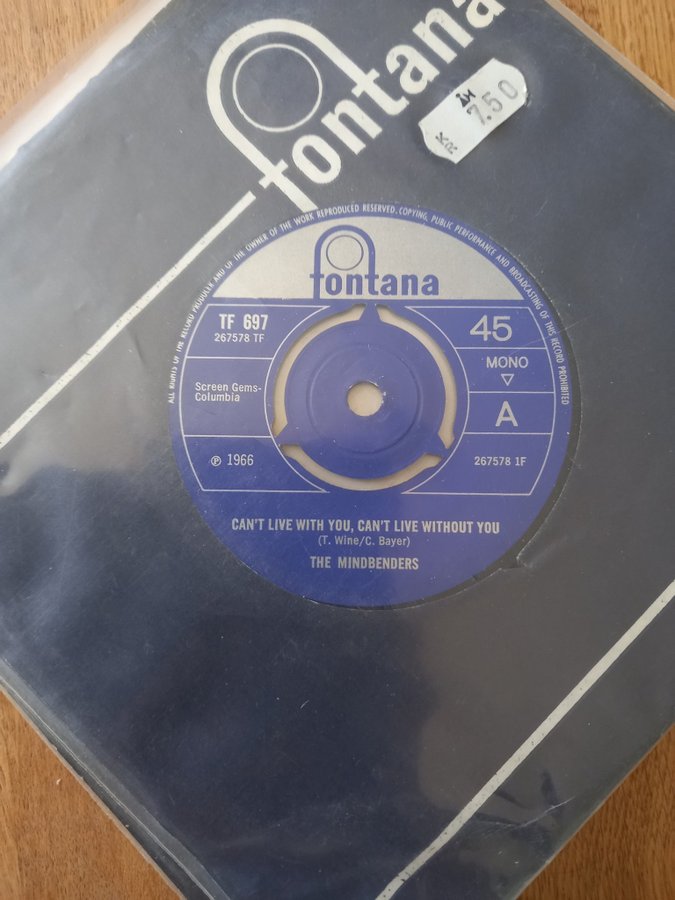 fontana
ZH
7.50
RK
ALL RIGHTS OF THE RECORD PRODUCER AND OF THE OWNER OF THE WORK REPRODUCED RESERVED. COPYING, PUBLIC PERFORMANCE AND BROADCASTING OF THIS RECORD PROHIBITED
fontana
TF 697
267578 TF
45
MONO
Screen Gems-
Columbia
A
℗ 1966
267578 1F
CAN'T LIVE WITH YOU, CAN'T LIVE WITHOUT YOU
(T. Wine/C. Bayer)
THE MINDBENDERS